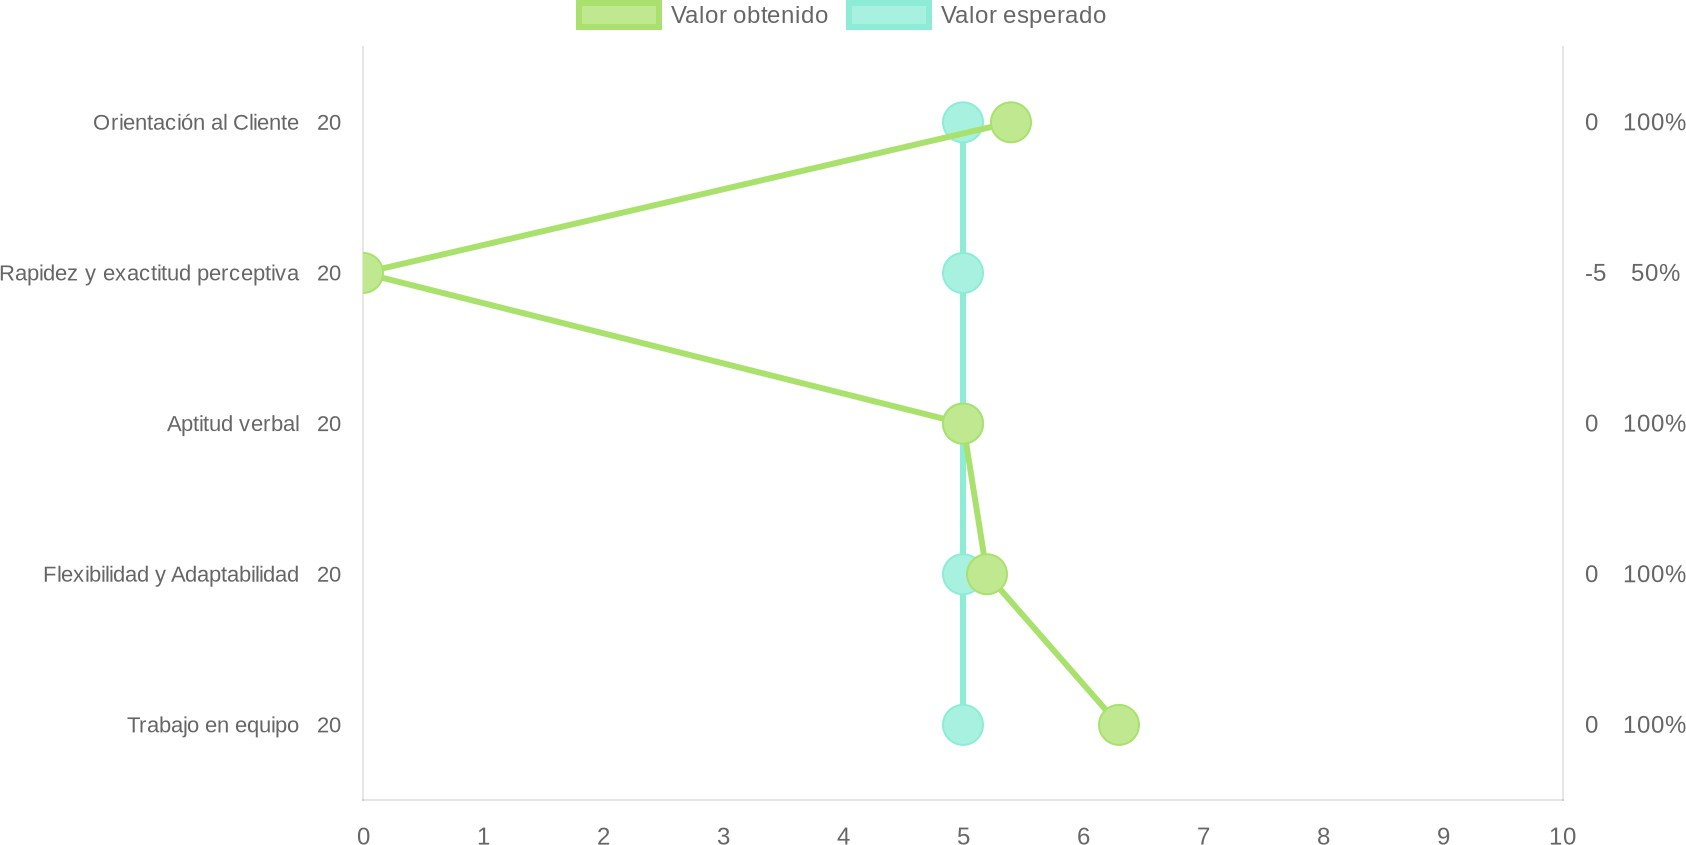 Valor obtenido Valor esperado
Orientación al Cliente 20 0 100%
Rapidez y exactitud perceptiva 20 -5 50%
Aptitud verbal 20 0 100%
Flexibilidad y Adaptabilidad 20 0 100%
Trabajo en equipo 20 0 100%
0 1 2 3 4 5 6 7 8 9 10